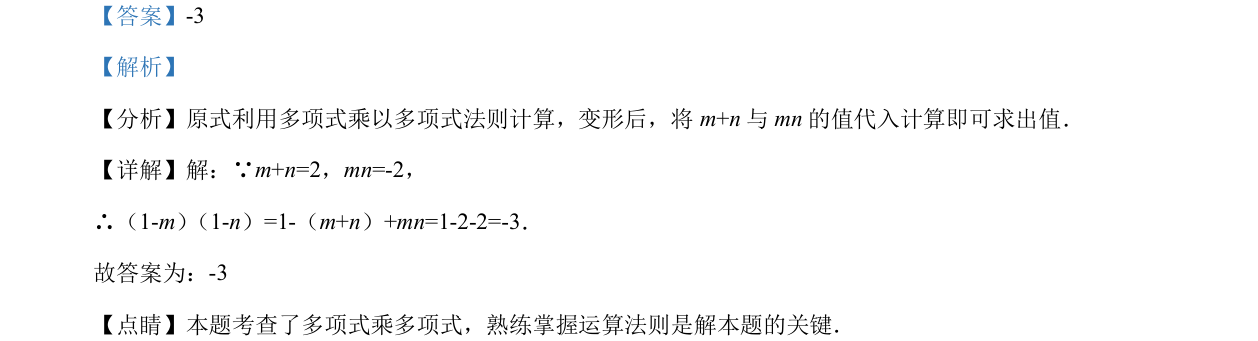 【答案】-3
【解析】
【分析】原式利用多项式乘以多项式法则计算，变形后，将 m+n 与 mn 的值代入计算即可求出值．
【详解】解：∵m+n=2，mn=-2，
∴（1-m）（1-n）=1-（m+n）+mn=1-2-2=-3．
故答案为：-3
【点睛】本题考查了多项式乘多项式，熟练掌握运算法则是解本题的关键．